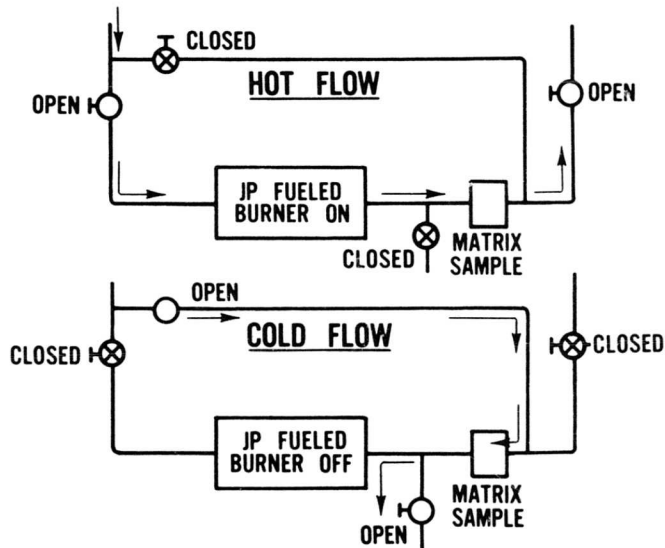 CLOSED
HOT FLOW
OPEN
OPEN
JP FUELED
BURNER ON
CLOSED
MATRIX
SAMPLE
OPEN
COLD FLOW
CLOSED
CLOSED
JP FUELED
BURNER OFF
MATRIX
SAMPLE
OPEN